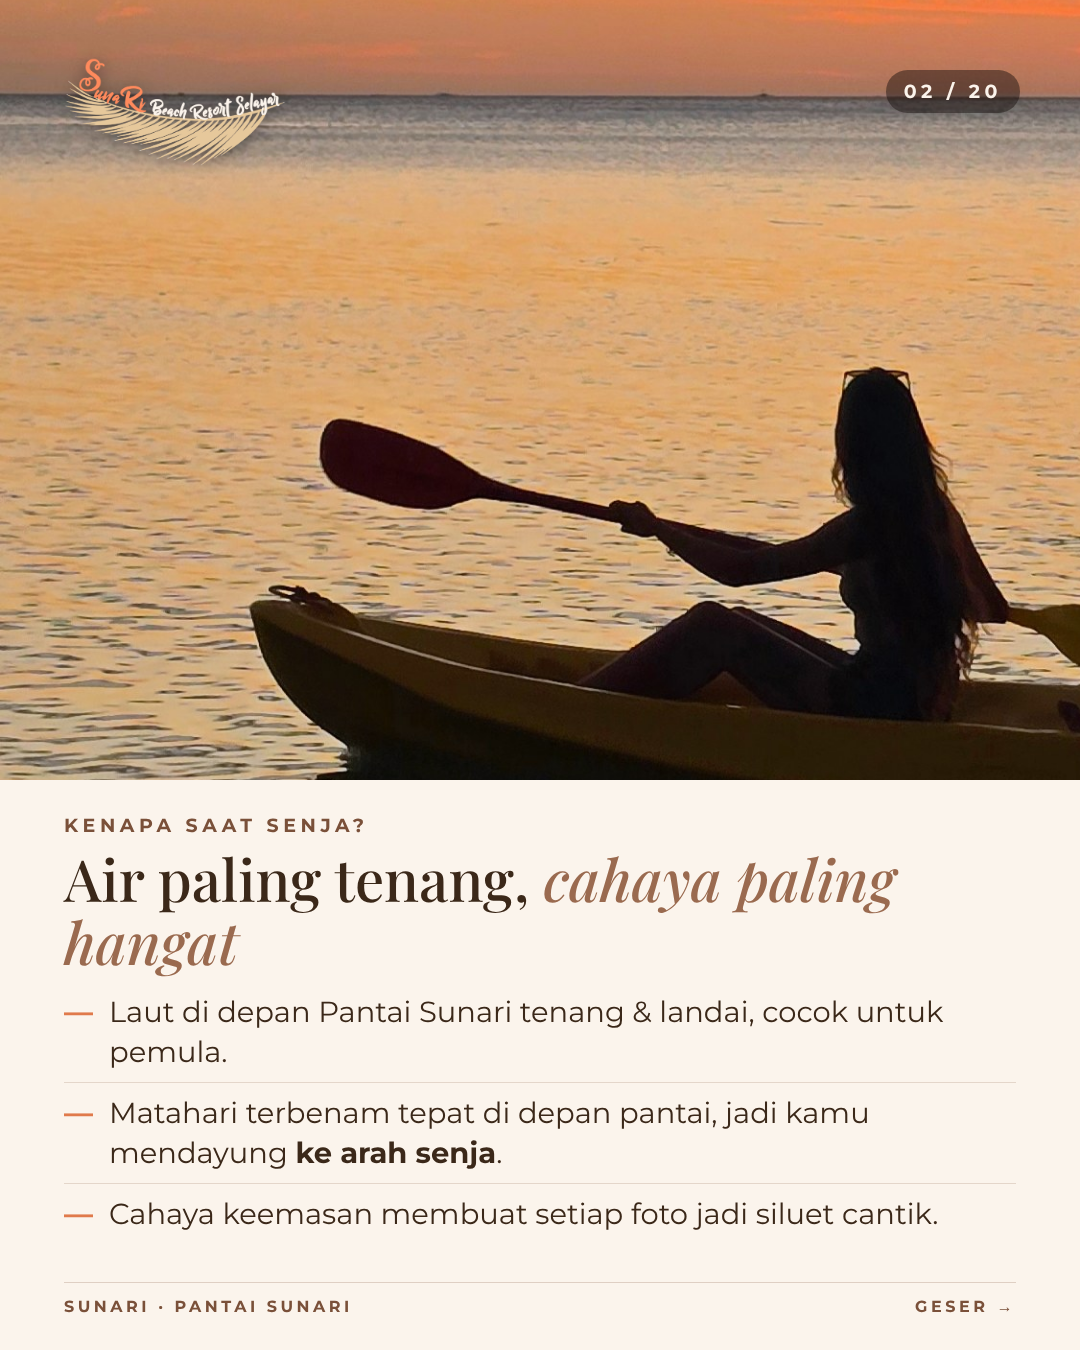 SunaRi Beach Resort Selayar
02 / 20
KENAPA SAAT SENJA?
Air paling tenang, cahaya paling
hangat
— Laut di depan Pantai Sunari tenang & landai, cocok untuk
pemula.
— Matahari terbenam tepat di depan pantai, jadi kamu
mendayung ke arah senja.
— Cahaya keemasan membuat setiap foto jadi siluet cantik.
SUNARI · PANTAI SUNARI
GESER →